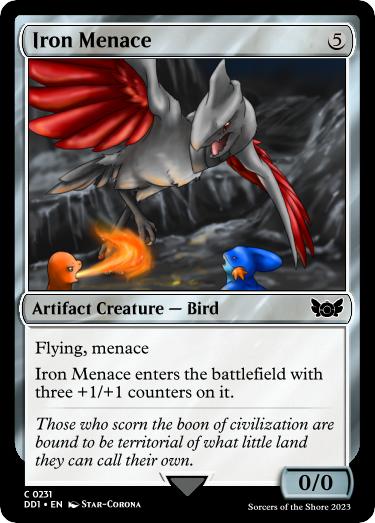 Iron Menace 5
Artifact Creature — Bird
Flying, menace
Iron Menace enters the battlefield with
three +1/+1 counters on it.
Those who scorn the boon of civilization are
bound to be territorial of what little land
they can call their own.
0/0
C 0231
DD1 • EN Star-Corona
Sorcers of the Shore 2023